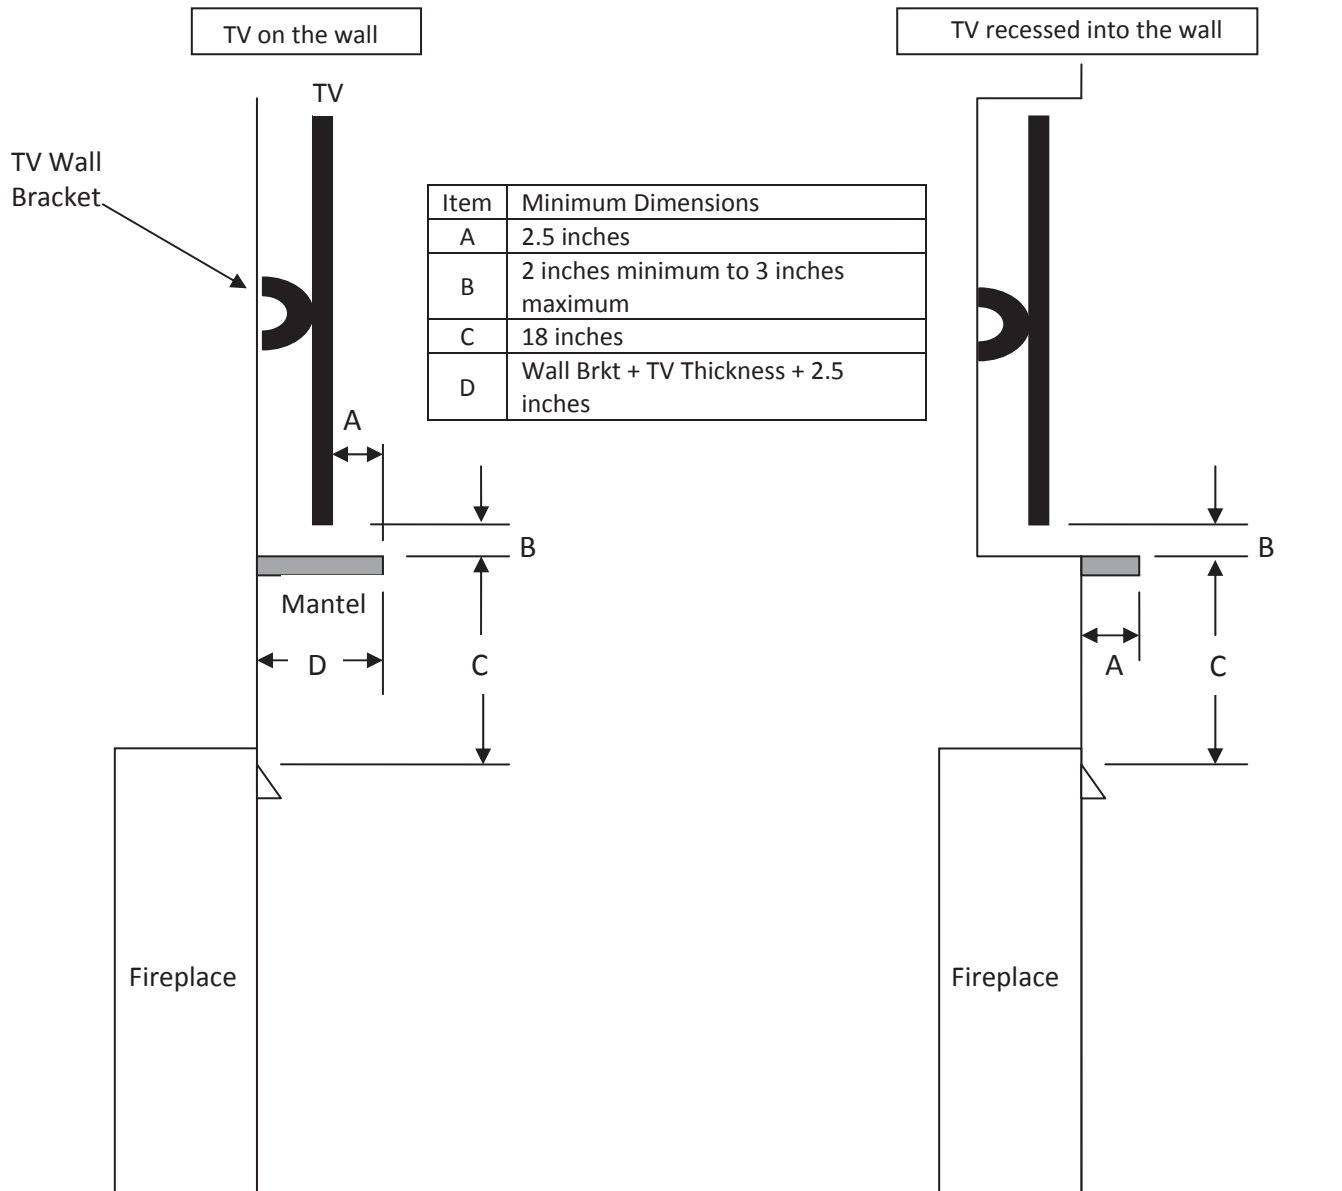 TV on the wall
TV recessed into the wall
TV
TV Wall
Bracket
Item Minimum Dimensions
A 2.5 inches
B 2 inches minimum to 3 inches
maximum
C 18 inches
D Wall Brkt + TV Thickness + 2.5
inches
A
B
B
Mantel
D
C
A
C
Fireplace
Fireplace